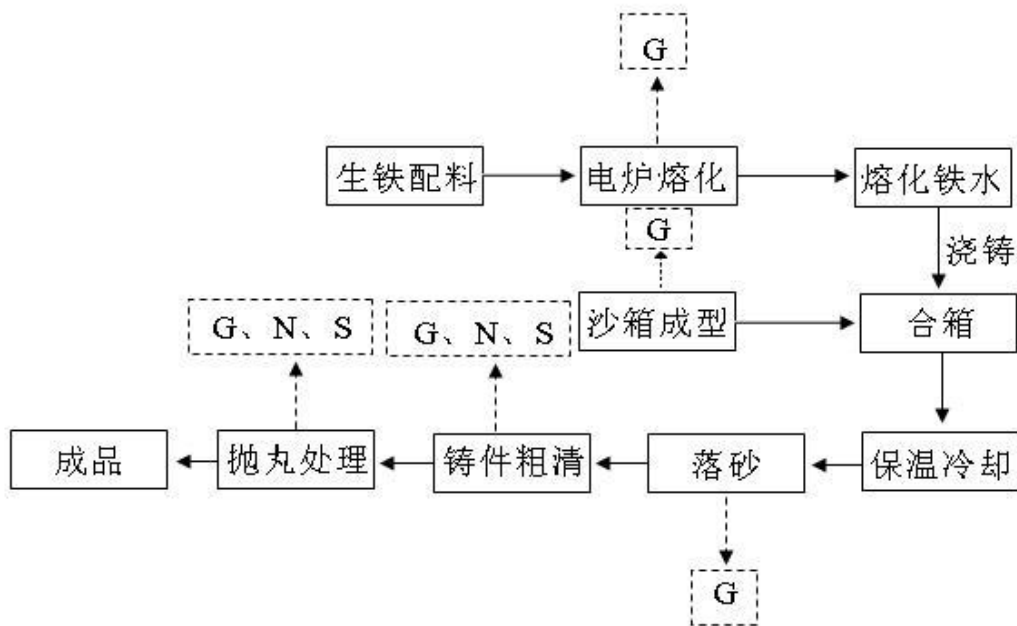 G
生铁配料
电炉熔化
熔化铁水
G
浇铸
G、N、S
G、N、S
沙箱成型
合箱
成品
抛丸处理
铸件粗清
落砂
保温冷却
G